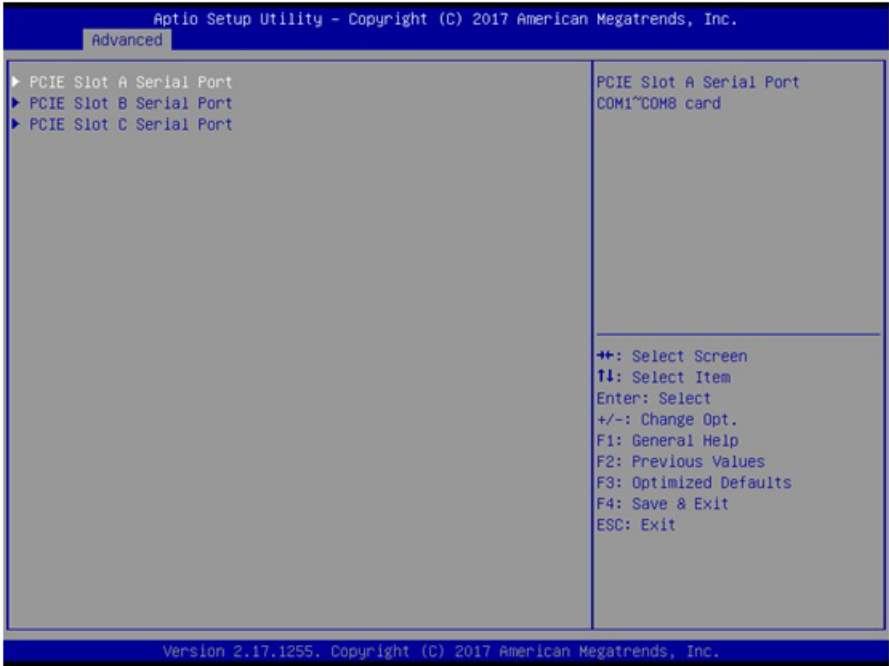 Aptio Setup Utility – Copyright (C) 2017 American Megatrends, Inc.
Advanced
▶ PCIE Slot A Serial Port
▶ PCIE Slot B Serial Port
▶ PCIE Slot C Serial Port
PCIE Slot A Serial Port
COM1~COM8 card
→←: Select Screen
↑↓: Select Item
Enter: Select
+/-: Change Opt.
F1: General Help
F2: Previous Values
F3: Optimized Defaults
F4: Save & Exit
ESC: Exit
Version 2.17.1255. Copyright (C) 2017 American Megatrends, Inc.